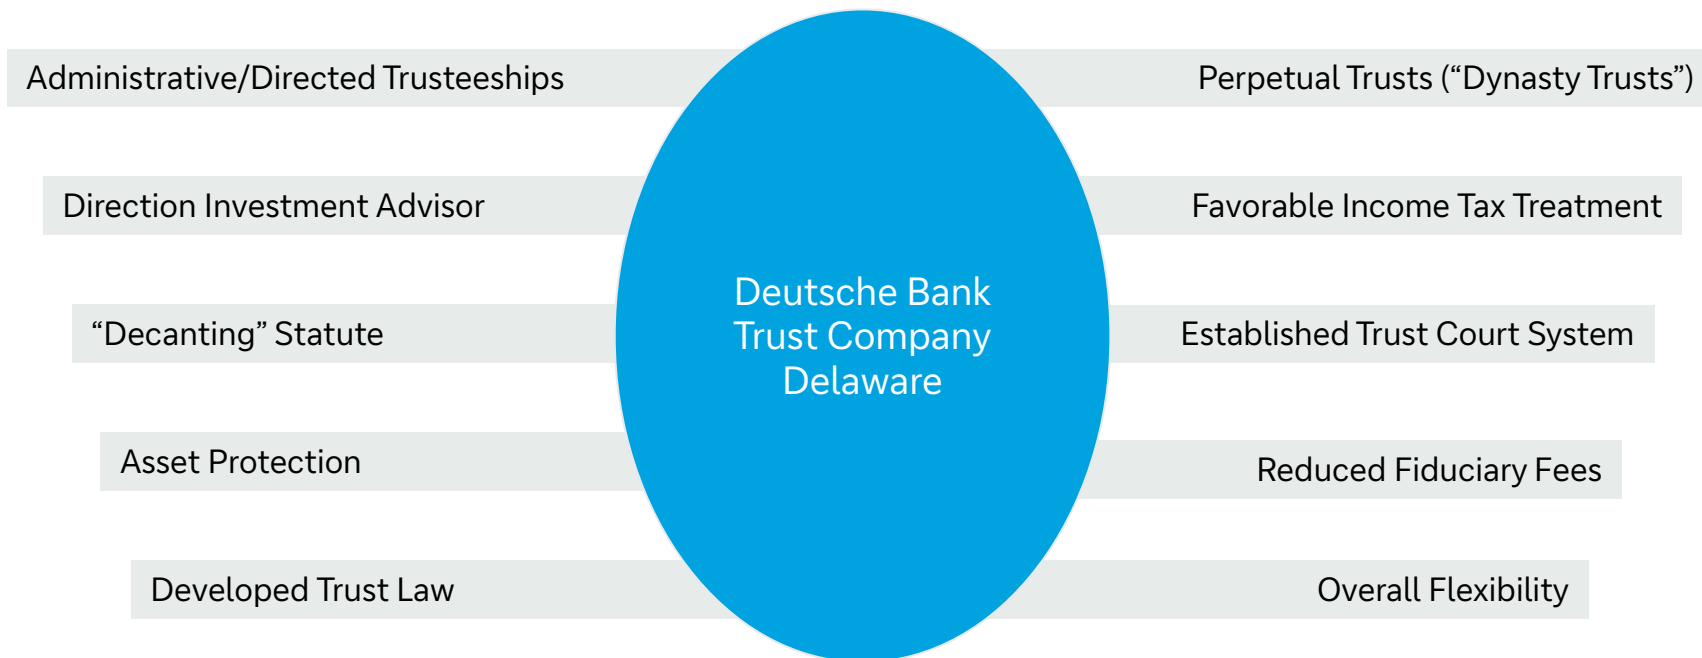 Administrative/Directed Trusteeships
Perpetual Trusts (“Dynasty Trusts”)
Direction Investment Advisor
Favorable Income Tax Treatment
Deutsche Bank
Trust Company
Delaware
“Decanting” Statute
Established Trust Court System
Asset Protection
Reduced Fiduciary Fees
Developed Trust Law
Overall Flexibility